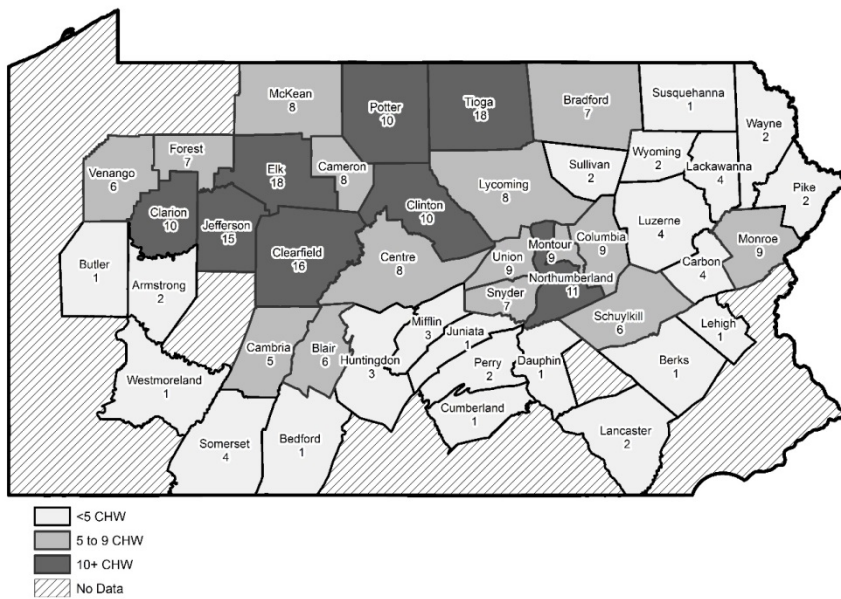 McKean
8
Potter
10
Tioga
18
Bradford
7
Susquehanna
1
Wayne
2
Forest
7
Venango
6
Elk
18
Cameron
8
Sullivan
2
Wyoming
2
Lackawanna
4
Pike
2
Clarion
10
Jefferson
15
Clinton
10
Lycoming
8
Luzerne
4
Clearfield
16
Centre
8
Union
9
Montour
9
Columbia
9
Monroe
9
Butler
1
Armstrong
2
Carbon
4
Northumberland
11
Snyder
7
Schuylkill
6
Lehigh
1
Mifflin
3
Juniata
1
Cambria
5
Blair
6
Huntingdon
3
Perry
2
Dauphin
1
Berks
1
Westmoreland
1
Cumberland
1
Lancaster
2
Somerset
4
Bedford
1
<5 CHW
5 to 9 CHW
10+ CHW
No Data